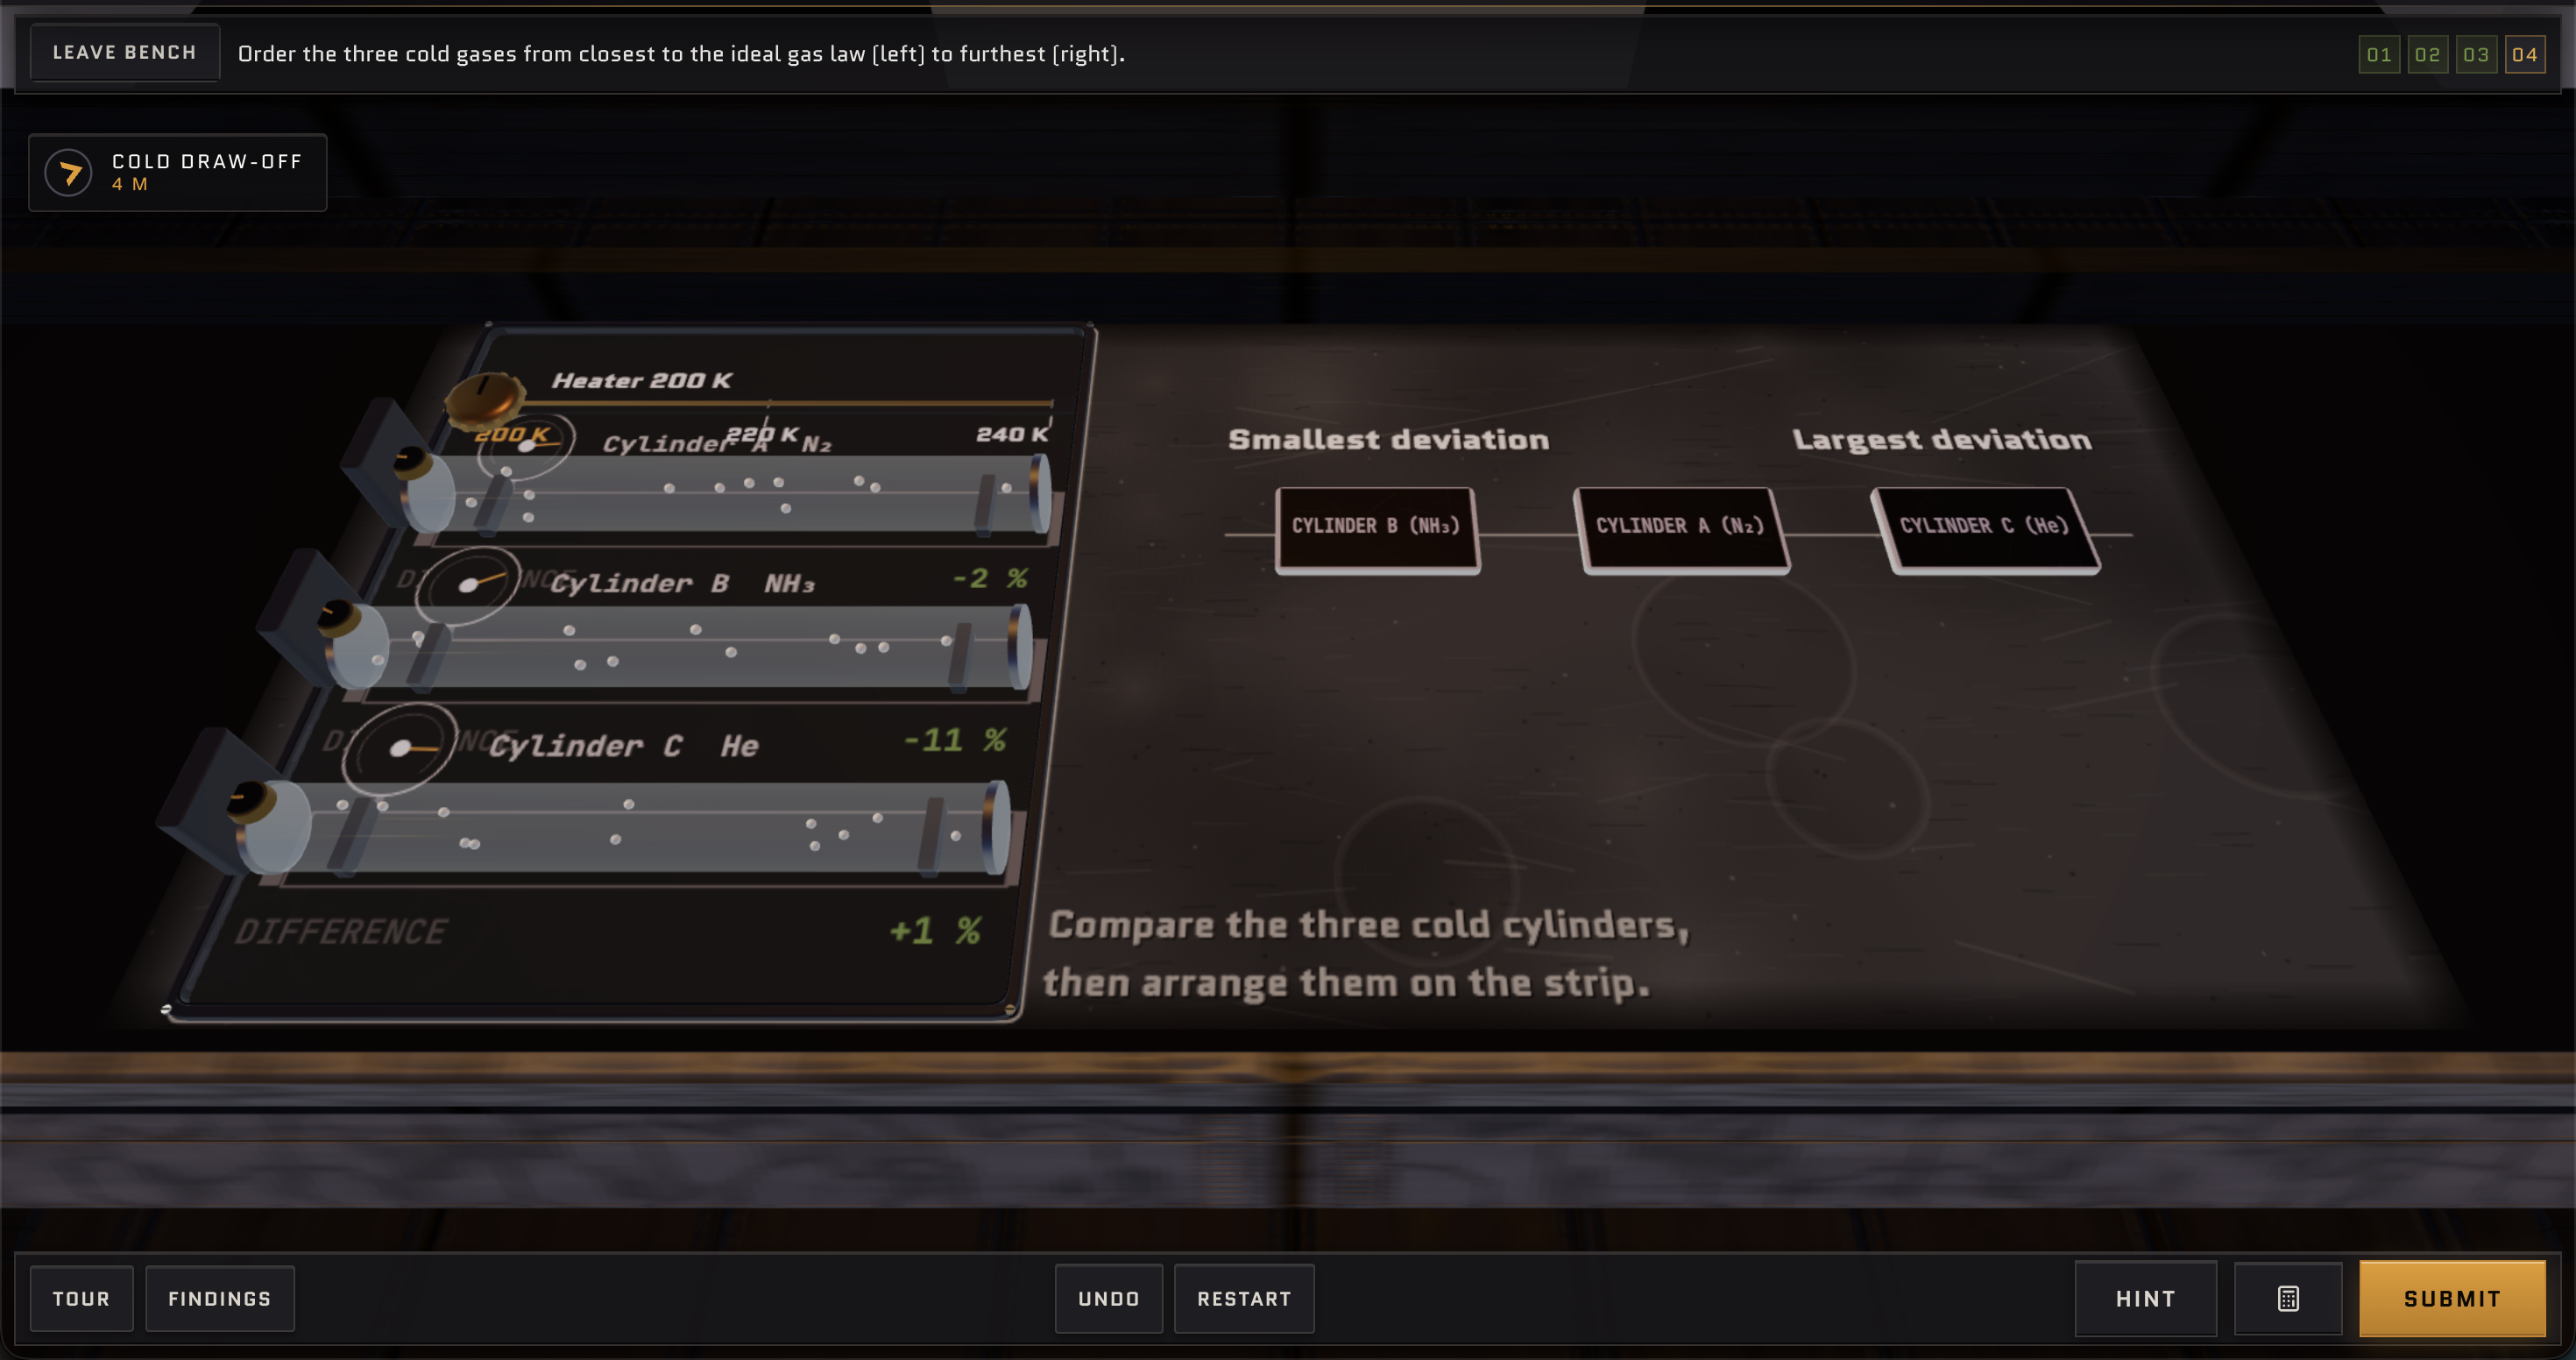 LEAVE BENCH
Order the three cold gases from closest to the ideal gas law (left) to furthest (right).
01 02 03 04
COLD DRAW-OFF
4 M
Heater 200 K
200 K 220 K 240 K
Cylinder A N₂
Smallest deviation
Largest deviation
CYLINDER B (NH₃)
CYLINDER A (N₂)
CYLINDER C (He)
-2 %
Cylinder B NH₃
-11 %
Cylinder C He
DIFFERENCE +1 %
Compare the three cold cylinders,
then arrange them on the strip.
TOUR
FINDINGS
UNDO
RESTART
HINT
SUBMIT